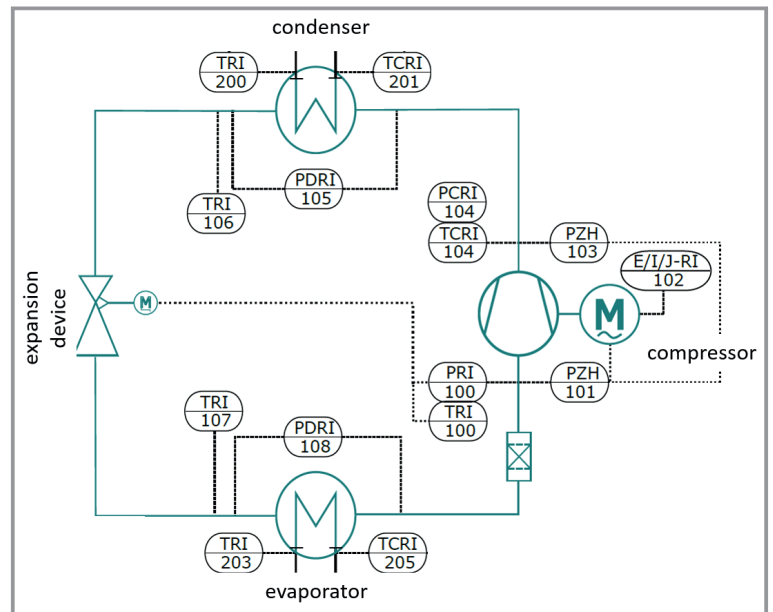 condenser
TRI
200
TCRI
201
PDRI
105
TRI
106
PCRI
104
TCRI
104
PZH
103
E/I/J-RI
102
expansion
device
M
M
compressor
PRI
100
PZH
101
TRI
100
TRI
107
PDRI
108
TRI
203
TCRI
205
evaporator